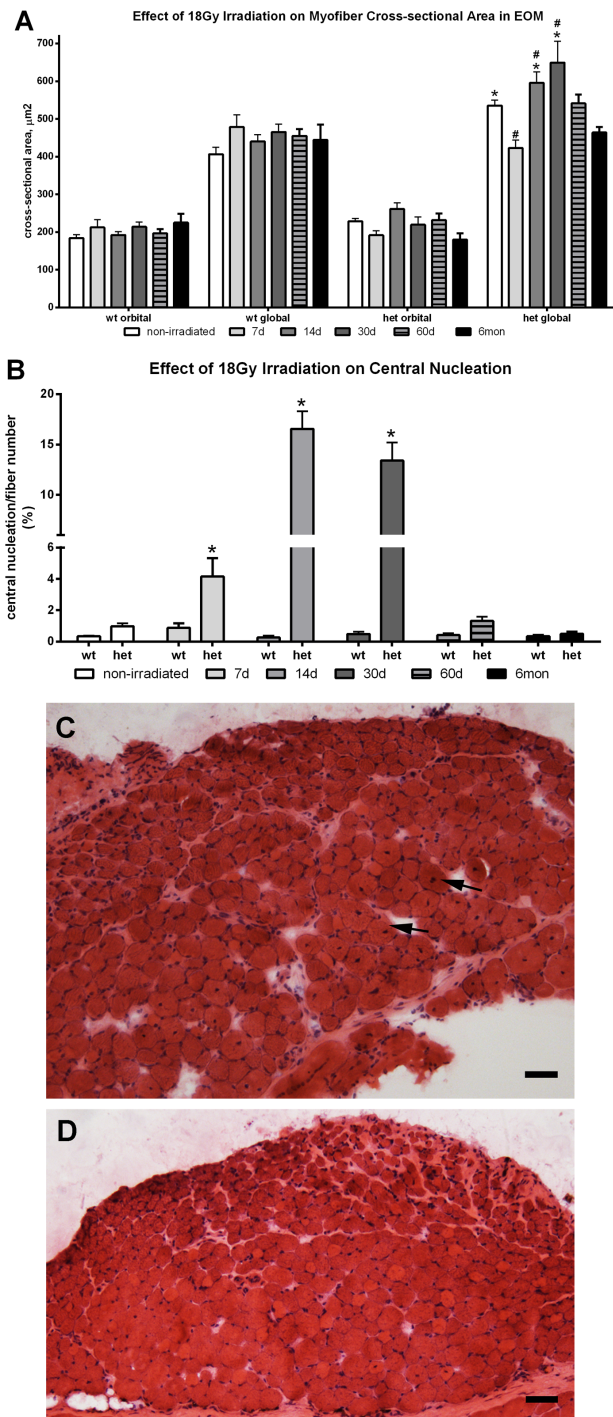 A
Effect of 18Gy Irradiation on Myofiber Cross-sectional Area in EOM
cross-sectional area, µm2
700
600
500
400
300
200
100
0
* # # * # *
wt orbital wt global het orbital het global
non-irradiated 7d 14d 30d 60d 6mon
B
Effect of 18Gy Irradiation on Central Nucleation
central nucleation/fiber number
(%)
20
15
10
6
4
2
0
* * *
wt het wt het wt het wt het wt het wt het
non-irradiated 7d 14d 30d 60d 6mon
C
D